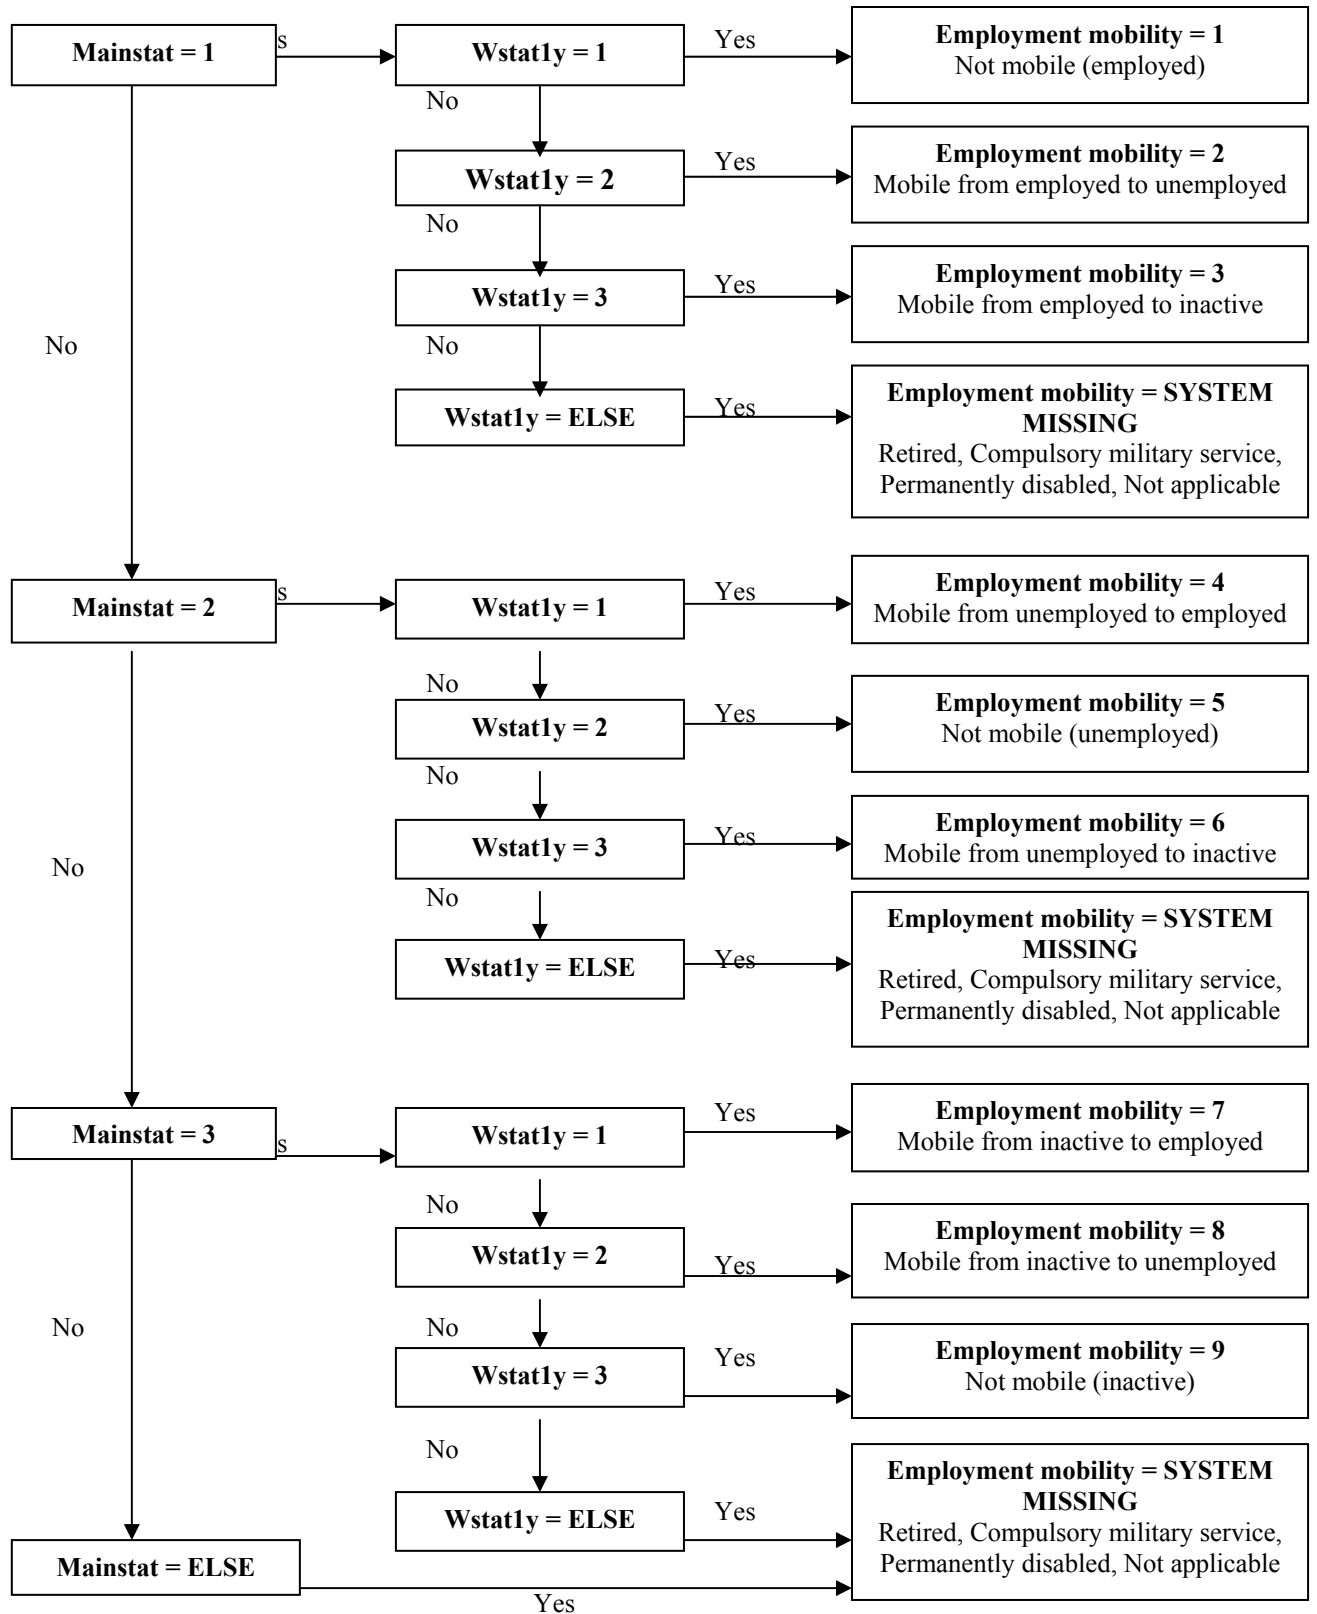 Mainstat = 1
s
Wstat1y = 1
Yes
Employment mobility = 1
Not mobile (employed)
No
Wstat1y = 2
Yes
Employment mobility = 2
Mobile from employed to unemployed
No
Wstat1y = 3
Yes
Employment mobility = 3
Mobile from employed to inactive
No
No
Wstat1y = ELSE
Yes
Employment mobility = SYSTEM
MISSING
Retired, Compulsory military service,
Permanently disabled, Not applicable
Mainstat = 2
s
Wstat1y = 1
Yes
Employment mobility = 4
Mobile from unemployed to employed
No
Wstat1y = 2
Yes
Employment mobility = 5
Not mobile (unemployed)
No
Wstat1y = 3
Yes
Employment mobility = 6
Mobile from unemployed to inactive
No
No
Wstat1y = ELSE
Yes
Employment mobility = SYSTEM
MISSING
Retired, Compulsory military service,
Permanently disabled, Not applicable
Mainstat = 3
s
Wstat1y = 1
Yes
Employment mobility = 7
Mobile from inactive to employed
No
Wstat1y = 2
Yes
Employment mobility = 8
Mobile from inactive to unemployed
No
No
Wstat1y = 3
Yes
Employment mobility = 9
Not mobile (inactive)
No
Wstat1y = ELSE
Yes
Employment mobility = SYSTEM
MISSING
Retired, Compulsory military service,
Permanently disabled, Not applicable
Mainstat = ELSE
Yes